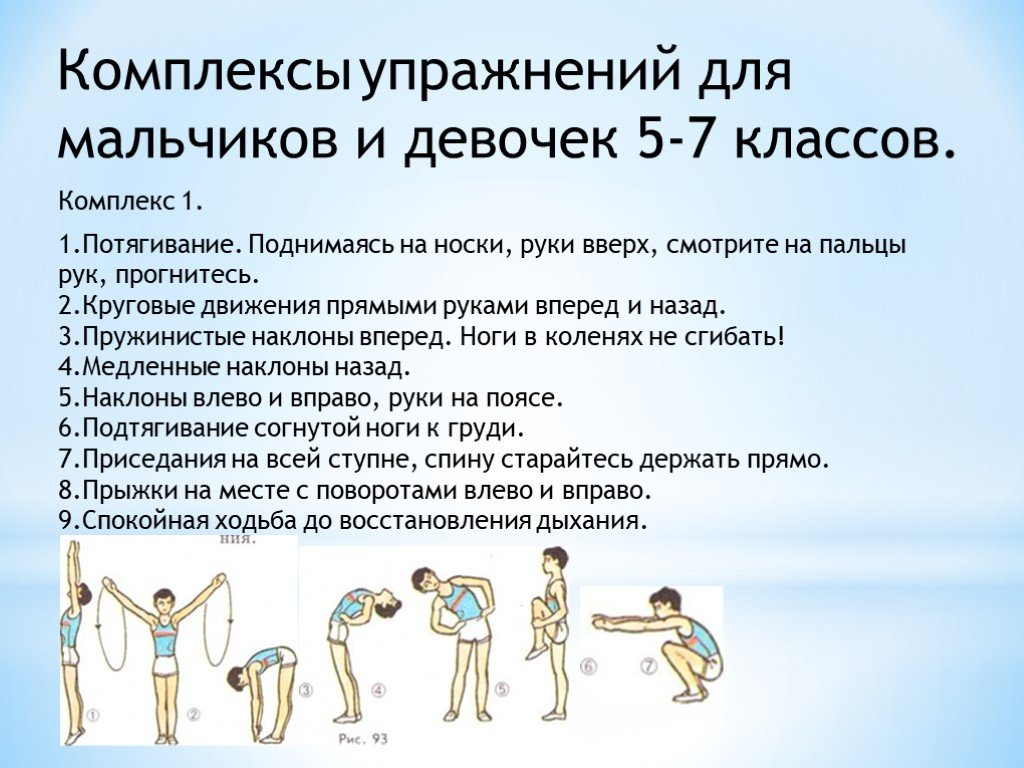 Комплексы упражнений для
мальчиков и девочек 5-7 классов.
Комплекс 1.
1.Потягивание. Поднимаясь на носки, руки вверх, смотрите на пальцы
рук, прогнитесь.
2.Круговые движения прямыми руками вперед и назад.
3.Пружинистые наклоны вперед. Ноги в коленях не сгибать!
4.Медленные наклоны назад.
5.Наклоны влево и вправо, руки на поясе.
6.Подтягивание согнутой ноги к груди.
7.Приседания на всей ступне, спину старайтесь держать прямо.
8.Прыжки на месте с поворотами влево и вправо.
9.Спокойная ходьба до восстановления дыхания.
ния.
1 2 3 4 5 6 7
Рис. 93